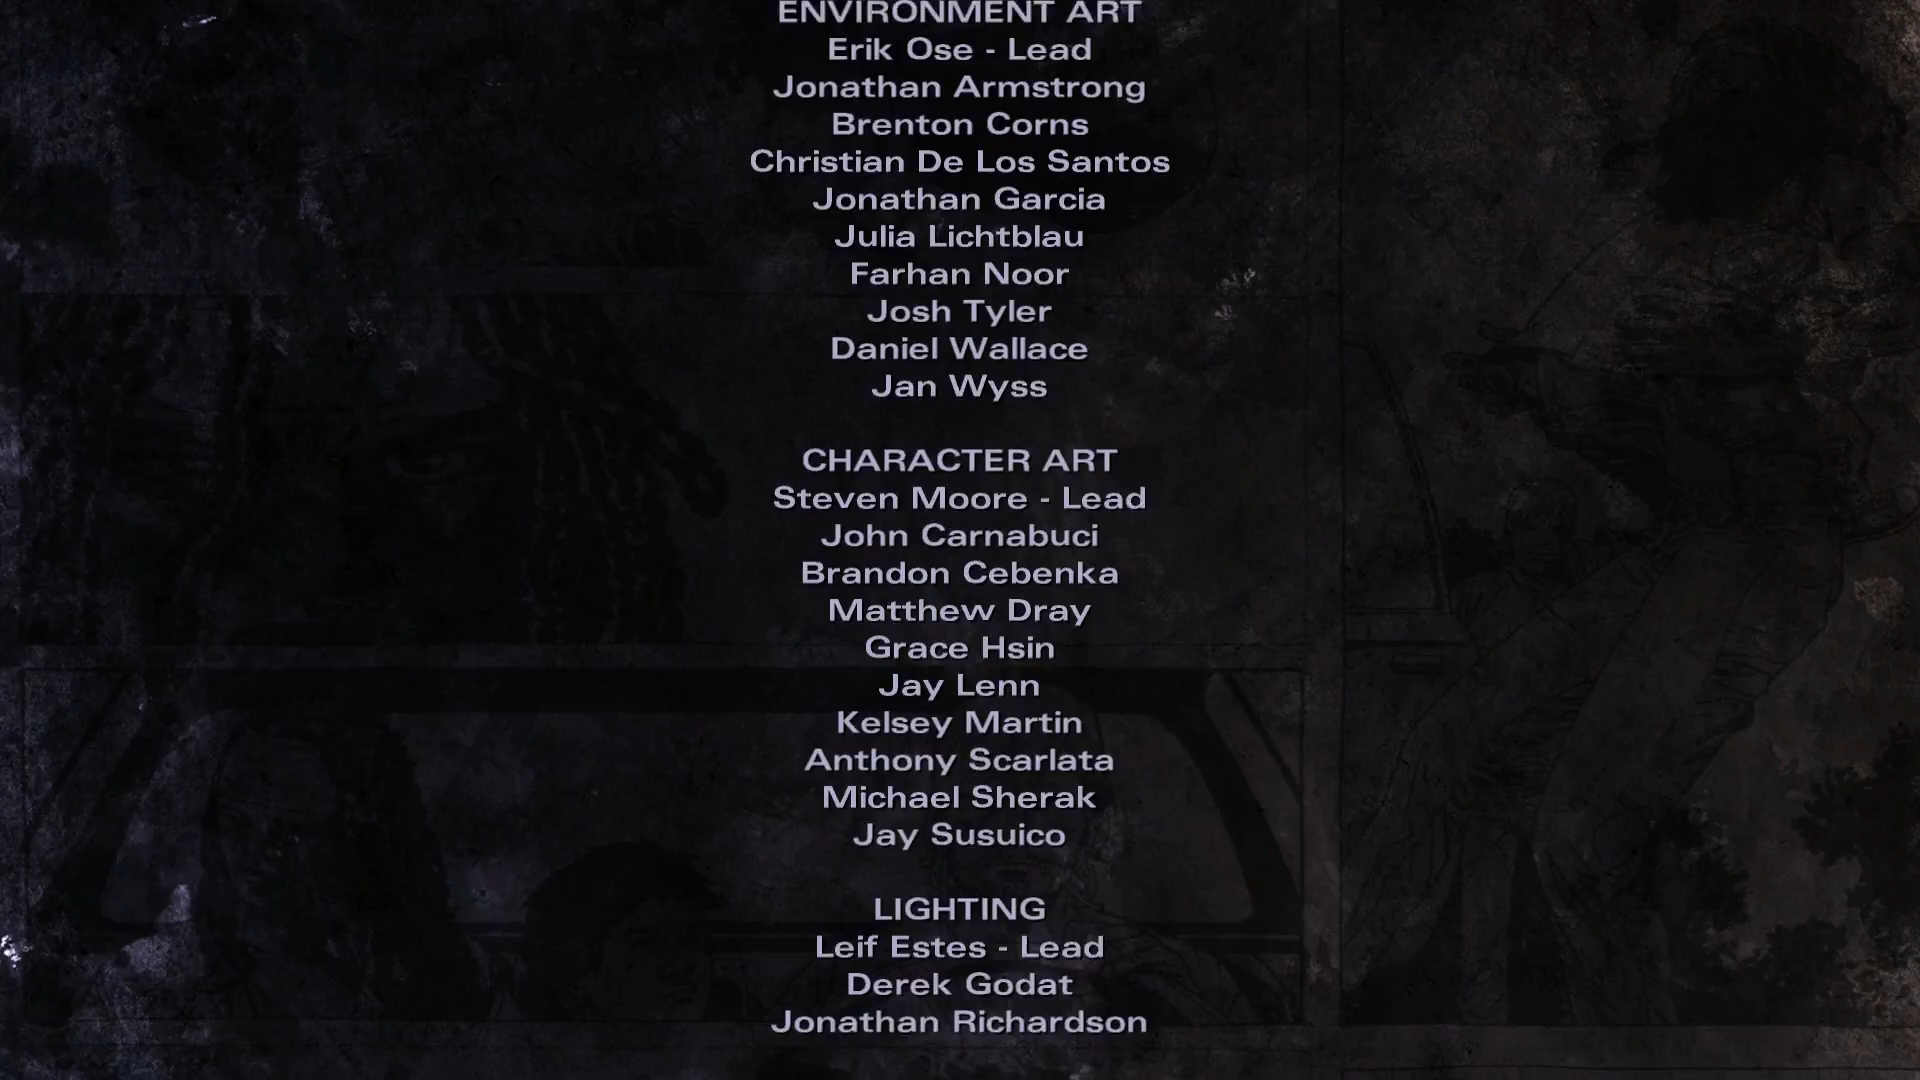 ENVIRONMENT ART
Erik Ose - Lead
Jonathan Armstrong
Brenton Corns
Christian De Los Santos
Jonathan Garcia
Julia Lichtblau
Farhan Noor
Josh Tyler
Daniel Wallace
Jan Wyss
CHARACTER ART
Steven Moore - Lead
John Carnabuci
Brandon Cebenka
Matthew Dray
Grace Hsin
Jay Lenn
Kelsey Martin
Anthony Scarlata
Michael Sherak
Jay Susuico
LIGHTING
Leif Estes - Lead
Derek Godat
Jonathan Richardson